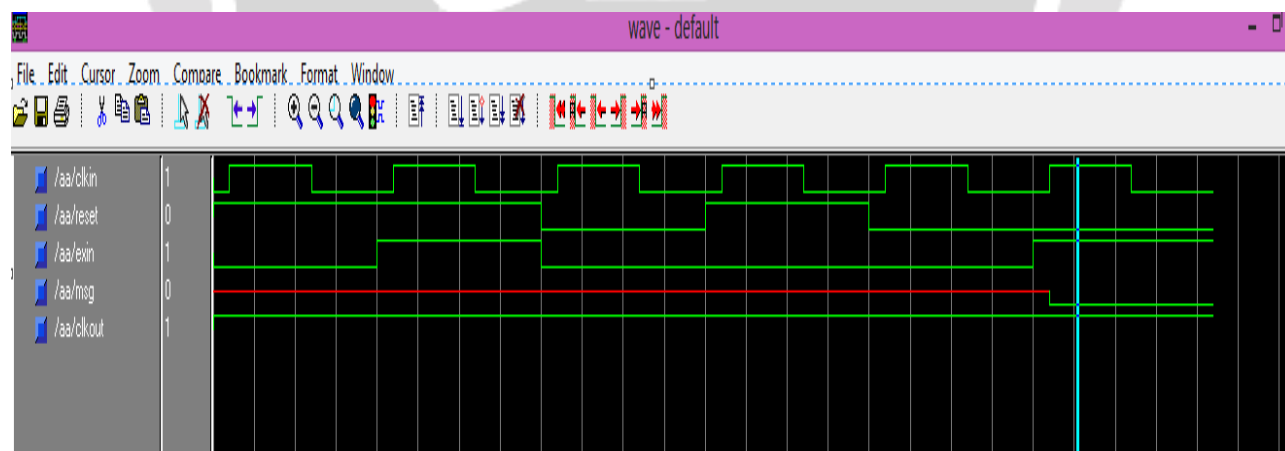 wave - default
File Edit Cursor Zoom Compare Bookmark Format Window
/aa/clkin 1
/aa/reset 0
/aa/exin 1
/aa/msg 0
/aa/clkout 1